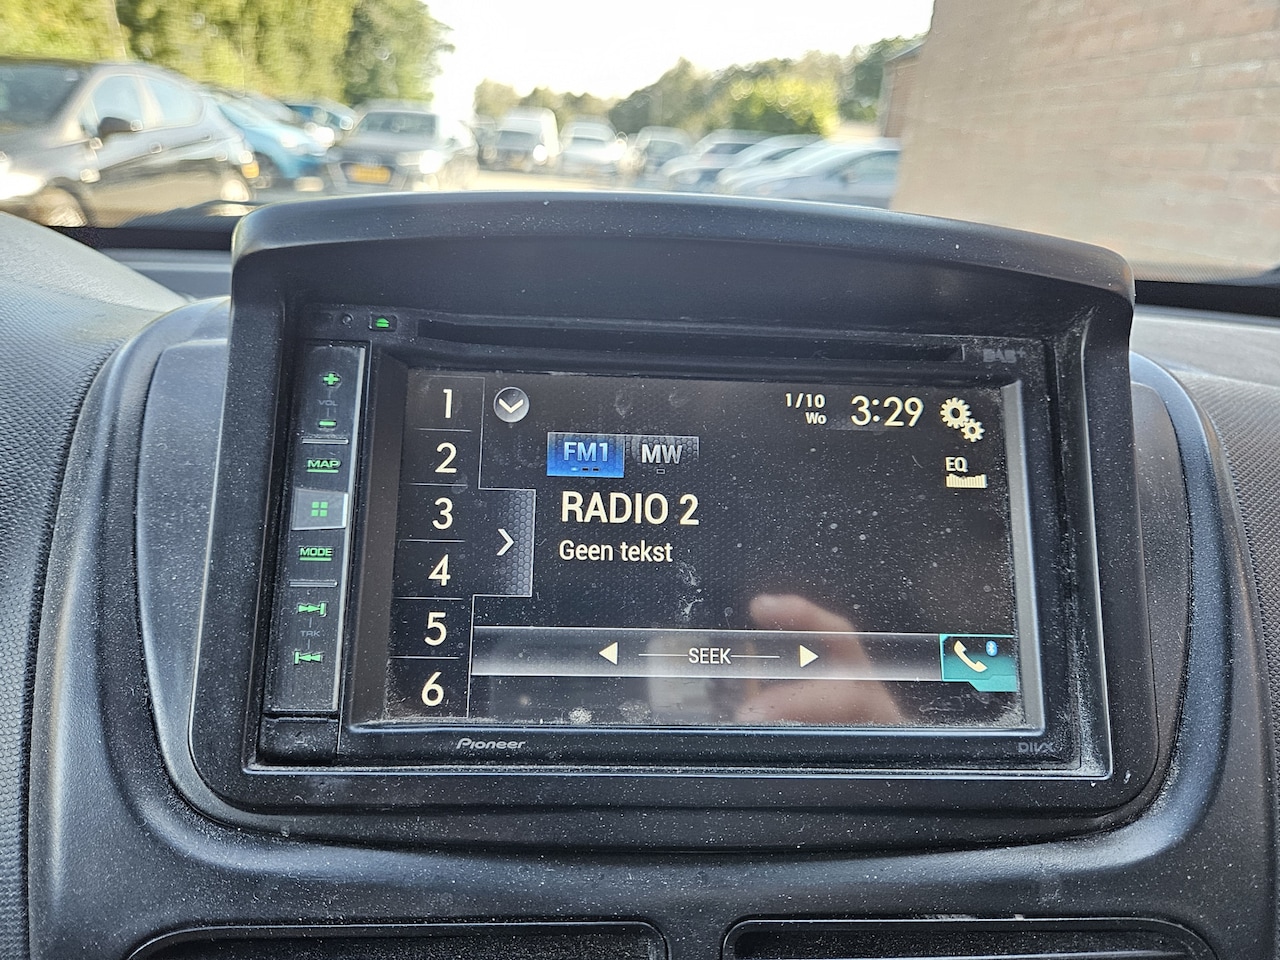 DAB+
VOL
MAP
MODE
TRK
1
2
3
4
5
6
1/10
Wo
3:29
FM1
MW
EQ
RADIO 2
Geen tekst
SEEK
Pioneer
DIVX